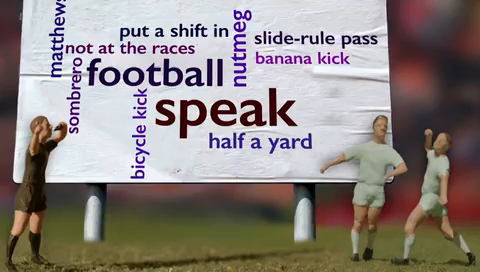 matthews
put a shift in
nutmeg
slide-rule pass
not at the races
banana kick
sombrero
football
bicycle kick
speak
half a yard